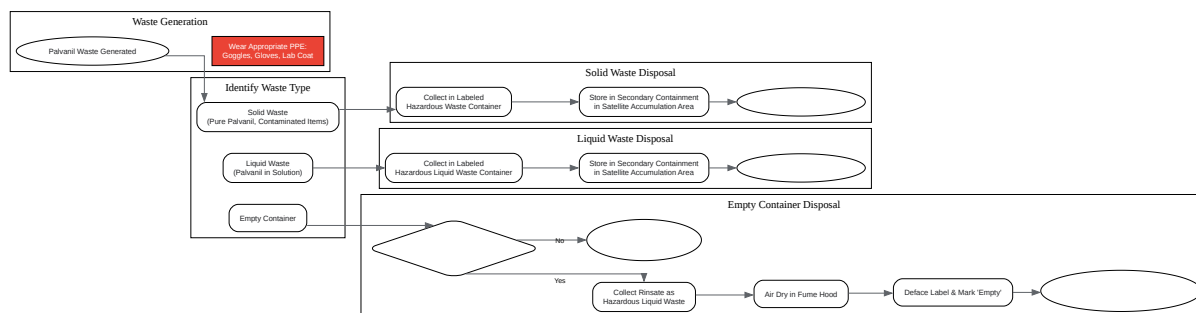 Waste Generation
Palvanil Waste Generated
Wear Appropriate PPE:
Goggles, Gloves, Lab Coat
Identify Waste Type
Solid Waste
(Pure Palvanil, Contaminated Items)
Liquid Waste
(Palvanil in Solution)
Empty Container
Solid Waste Disposal
Collect in Labeled
Hazardous Waste Container
Store in Secondary Containment
in Satellite Accumulation Area
Liquid Waste Disposal
Collect in Labeled
Hazardous Liquid Waste Container
Store in Secondary Containment
in Satellite Accumulation Area
Empty Container Disposal
No
Yes
Collect Rinsate as
Hazardous Liquid Waste
Air Dry in Fume Hood
Deface Label & Mark 'Empty'